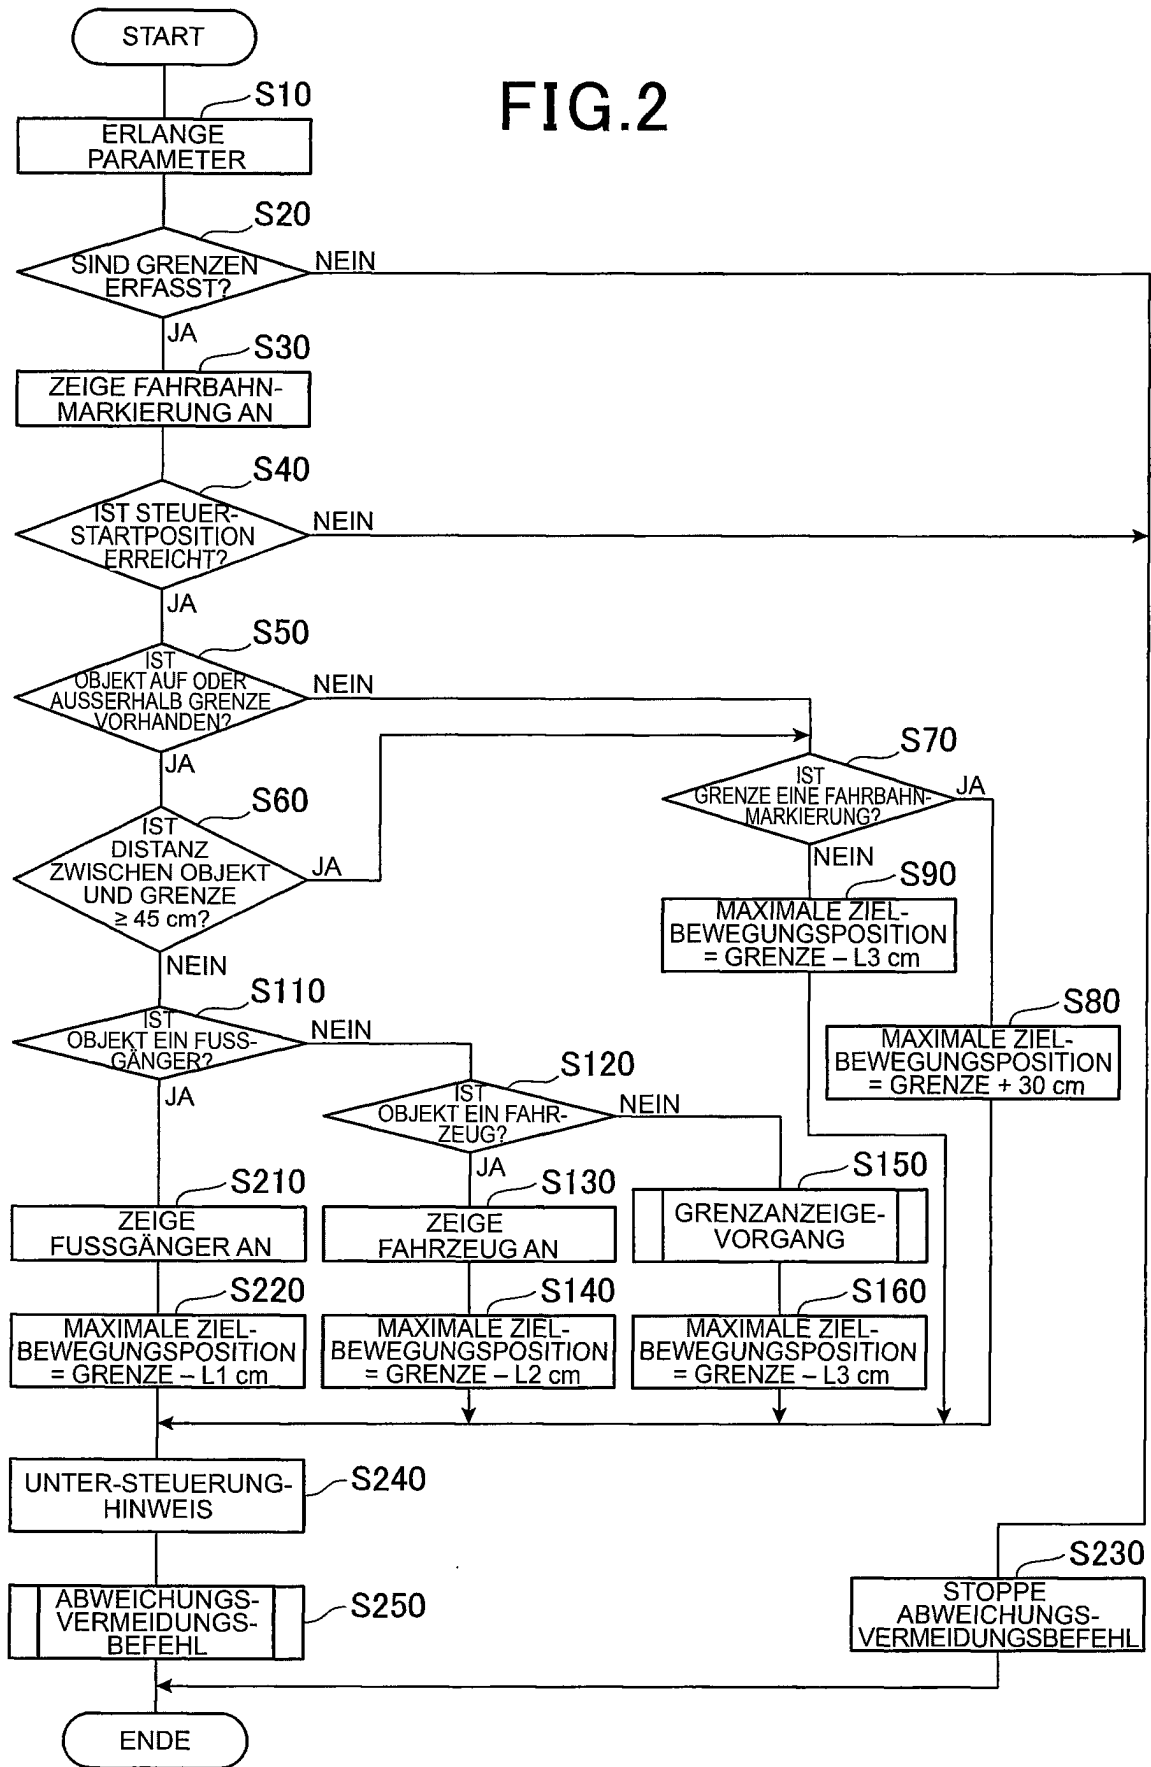 START
FIG.2
S10
ERLANGE
PARAMETER
S20
SIND GRENZEN
ERFASST?
NEIN
JA
S30
ZEIGE FAHRBAHN-
MARKIERUNG AN
S40
IST STEUER-
STARTPOSITION
ERREICHT?
NEIN
JA
S50
IST
OBJEKT AUF ODER
AUSSERHALB GRENZE
VORHANDEN?
NEIN
JA
S60
IST
DISTANZ
ZWISCHEN OBJEKT
UND GRENZE
≥ 45 cm?
JA
NEIN
S70
IST
GRENZE EINE FAHRBAHN-
MARKIERUNG?
JA
NEIN
S90
MAXIMALE ZIEL-
BEWEGUNGSPOSITION
= GRENZE – L3 cm
S80
MAXIMALE ZIEL-
BEWEGUNGSPOSITION
= GRENZE + 30 cm
S110
IST
OBJEKT EIN FUSS-
GÄNGER?
NEIN
JA
S120
IST
OBJEKT EIN FAHR-
ZEUG?
NEIN
JA
S210
ZEIGE
FUSSGÄNGER AN
S130
ZEIGE
FAHRZEUG AN
S150
GRENZANZEIGE-
VORGANG
S220
MAXIMALE ZIEL-
BEWEGUNGSPOSITION
= GRENZE – L1 cm
S140
MAXIMALE ZIEL-
BEWEGUNGSPOSITION
= GRENZE – L2 cm
S160
MAXIMALE ZIEL-
BEWEGUNGSPOSITION
= GRENZE – L3 cm
UNTER-STEUERUNG-
HINWEIS
S240
S230
STOPPE
ABWEICHUNGS-
VERMEIDUNGSBEFEHL
ABWEICHUNGS-
VERMEIDUNGS-
BEFEHL
S250
ENDE